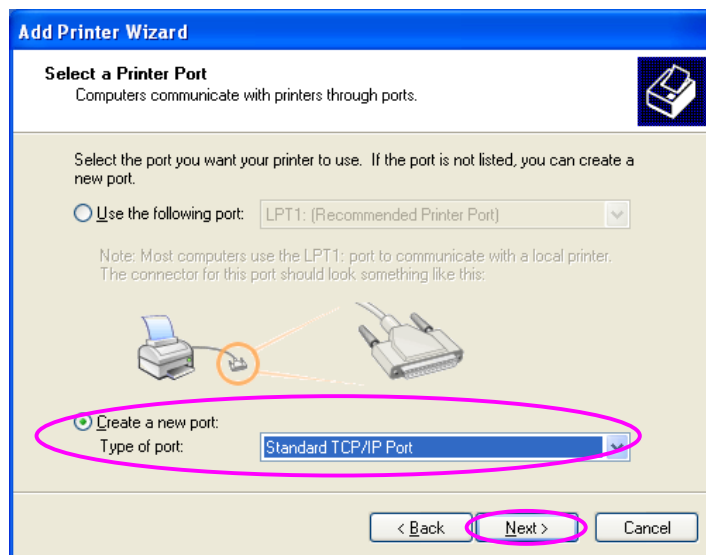 Add Printer Wizard
Select a Printer Port
Computers communicate with printers through ports.
Select the port you want your printer to use. If the port is not listed, you can create a
new port.
Use the following port: LPT1: (Recommended Printer Port)
Note: Most computers use the LPT1: port to communicate with a local printer.
The connector for this port should look something like this:
Create a new port:
Type of port: Standard TCP/IP Port
< Back Next > Cancel